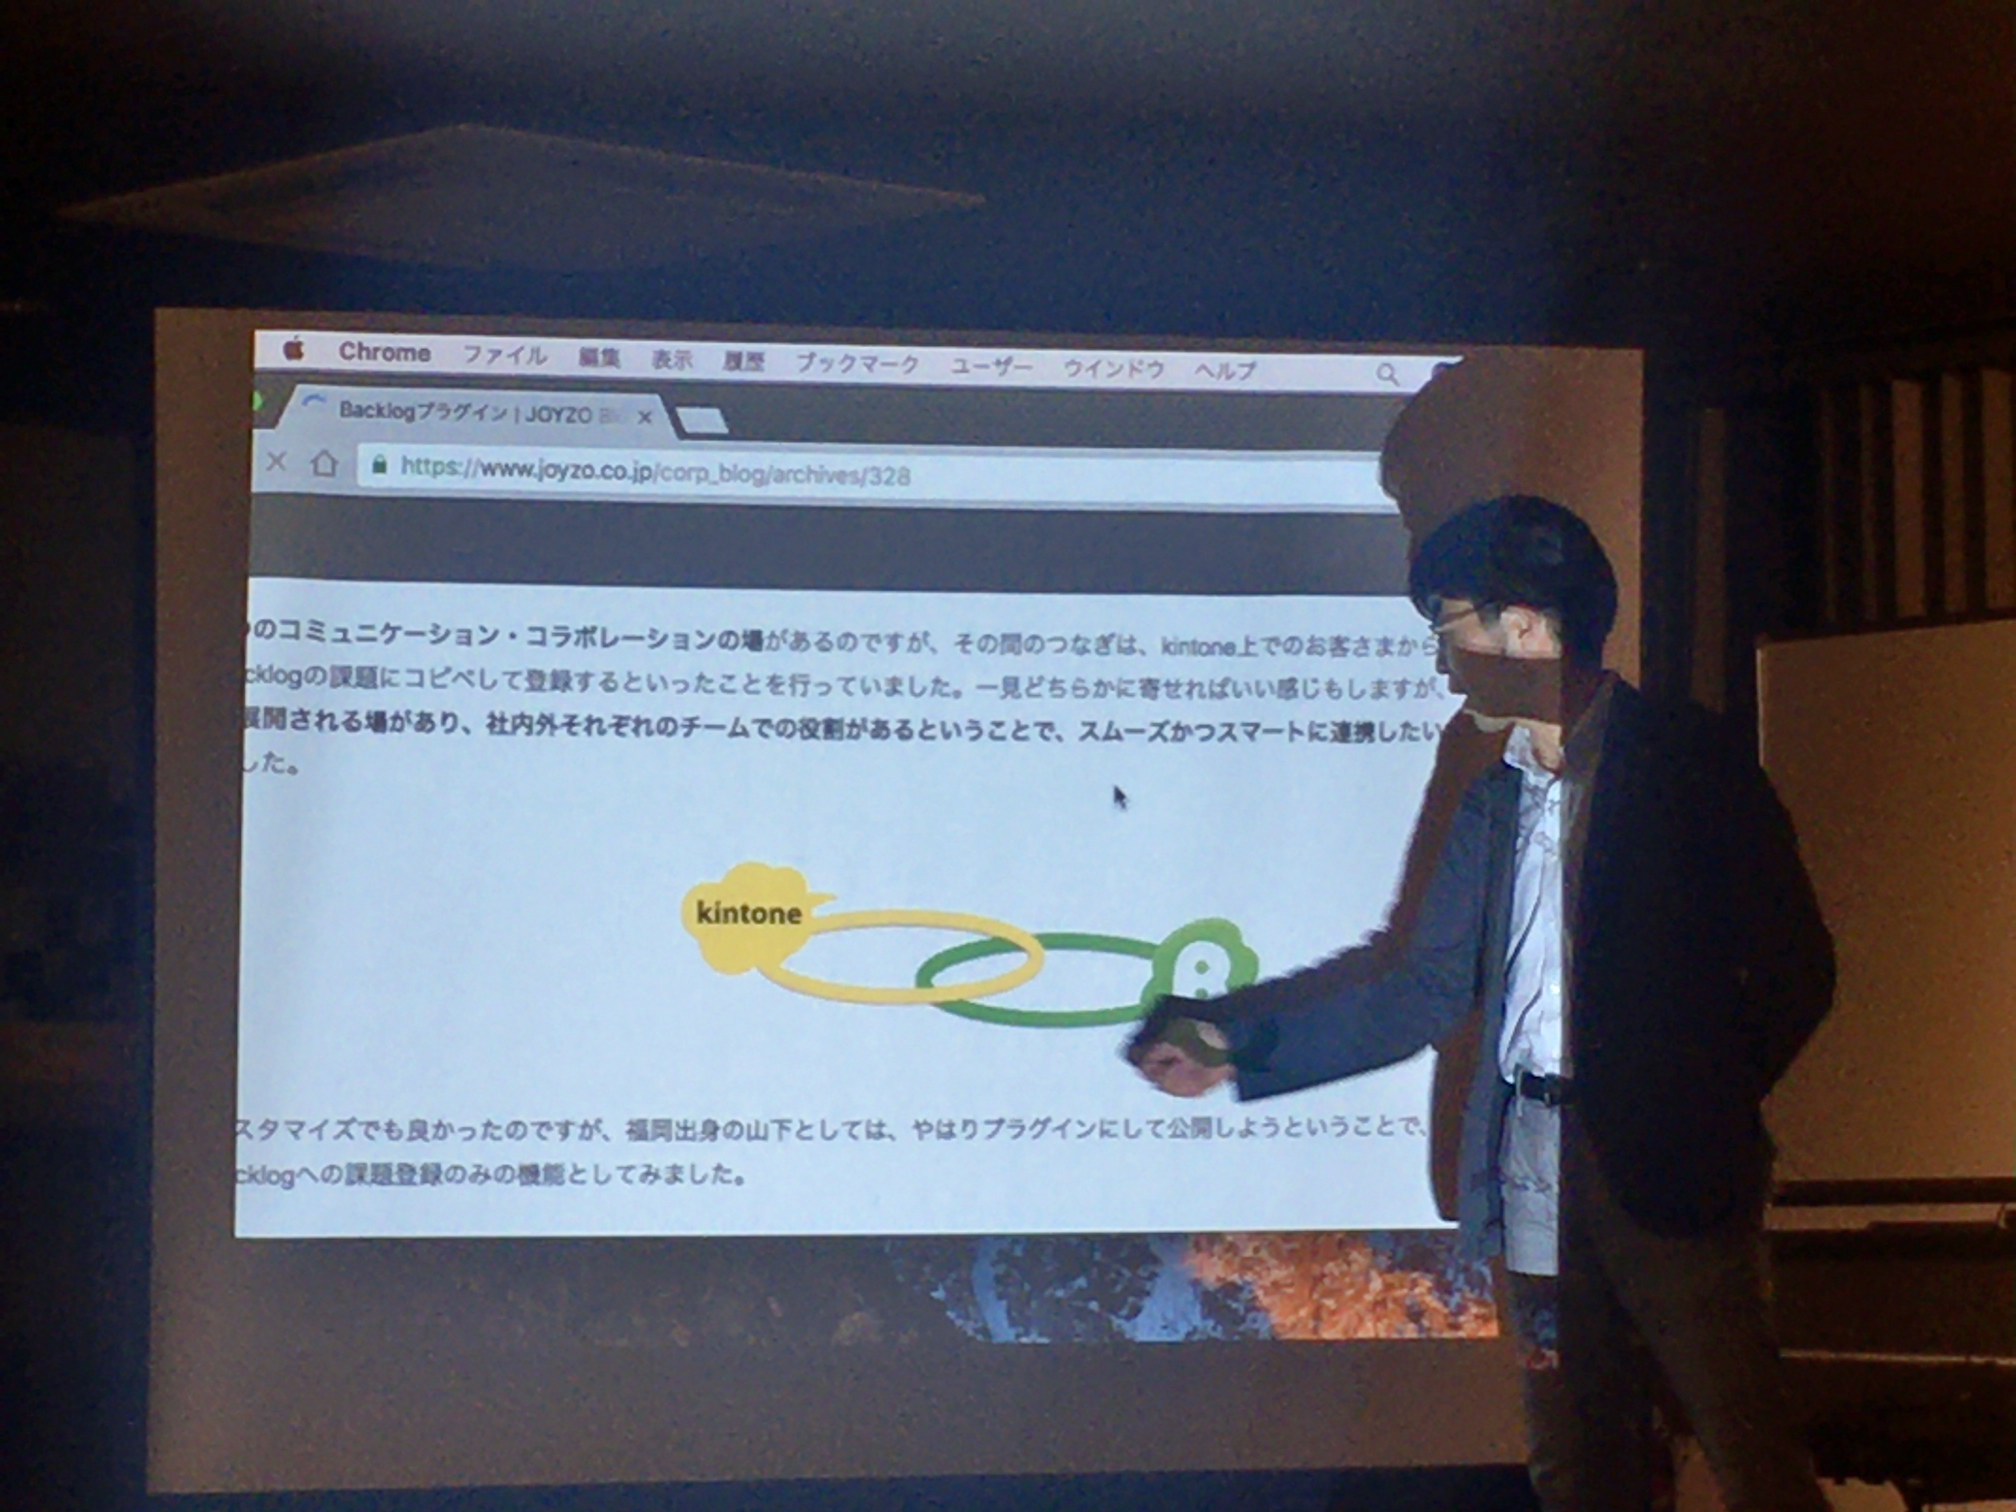 Chrome ファイル 編集 表示 履歴 ブックマーク ユーザー ウインドウ ヘルプ
Backlogプラグイン | JOYZO
https://www.joyzo.co.jp/corp_blog/archives/328
のコミュニケーション・コラボレーションの場があるのですが、その間のつなぎは、kintone上でのお客さまから
cklogの課題にコピペして登録するといったことを行っていました。一見どちらかに寄せればいい感じもしますが、
展開される場があり、社内外それぞれのチームでの役割があるということで、スムーズかつスマートに連携したい
した。
kintone
スタマイズでも良かったのですが、福岡出身の山下としては、やはりプラグインにして公開しようということで、
cklogへの課題登録のみの機能としてみました。